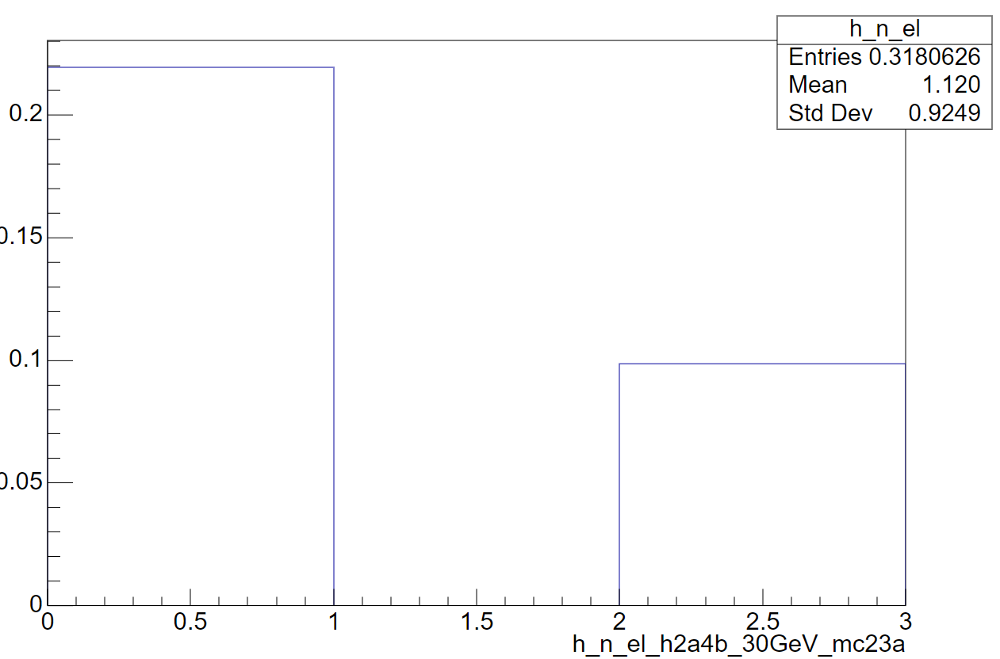 h_n_el
Entries 0.3180626
Mean 1.120
Std Dev 0.9249
0.2
0.15
0.1
0.05
0
0 0.5 1 1.5 2 2.5 3
h_n_el_h2a4b_30GeV_mc23a